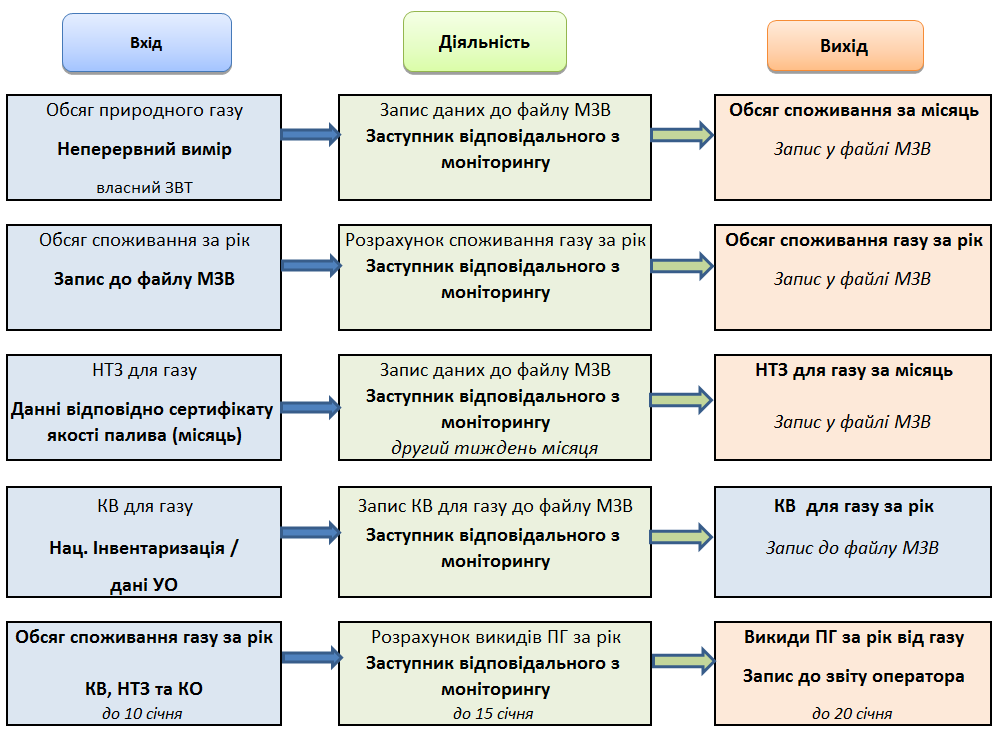 Вхід
Діяльність
Вихід
Обсяг природного газу
Неперервний вимір
власний ЗВТ
Запис даних до файлу МЗВ
Заступник відповідального з
моніторингу
Обсяг споживання за місяць
Запис у файлі МЗВ
Обсяг споживання за рік
Запис до файлу МЗВ
Розрахунок споживання газу за рік
Заступник відповідального з
моніторингу
Обсяг споживання газу за рік
Запис у файлі МЗВ
НТЗ для газу
Данні відповідно сертифікату
якості палива (місяць)
Запис даних до файлу МЗВ
Заступник відповідального з
моніторингу
другий тиждень місяця
НТЗ для газу за місяць
Запис у файлі МЗВ
КВ для газу
Нац. Інвентаризація /
дані УО
Запис КВ для газу до файлу МЗВ
Заступник відповідального з
моніторингу
КВ для газу за рік
Запис до файлу МЗВ
Обсяг споживання газу за рік
КВ, НТЗ та КО
до 10 січня
Розрахунок викидів ПГ за рік
Заступник відповідального з
моніторингу
до 15 січня
Викиди ПГ за рік від газу
Запис до звіту оператора
до 20 січня